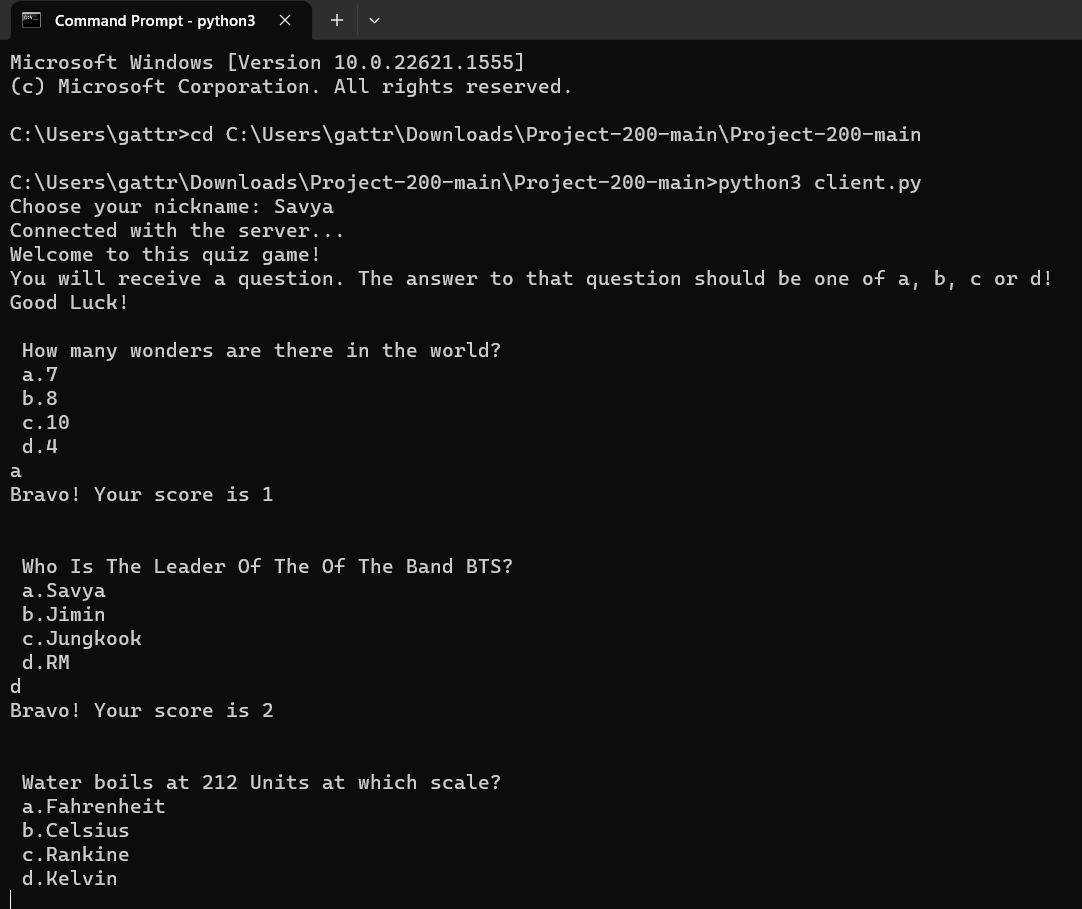 Command Prompt - python3
Microsoft Windows [Version 10.0.22621.1555]
(c) Microsoft Corporation. All rights reserved.
C:\Users\gattr>cd C:\Users\gattr\Downloads\Project-200-main\Project-200-main
C:\Users\gattr\Downloads\Project-200-main\Project-200-main>python3 client.py
Choose your nickname: Savya
Connected with the server...
Welcome to this quiz game!
You will receive a question. The answer to that question should be one of a, b, c or d!
Good Luck!
How many wonders are there in the world?
a.7
b.8
c.10
d.4
a
Bravo! Your score is 1
Who Is The Leader Of The Of The Band BTS?
a.Savya
b.Jimin
c.Jungkook
d.RM
d
Bravo! Your score is 2
Water boils at 212 Units at which scale?
a.Fahrenheit
b.Celsius
c.Rankine
d.Kelvin